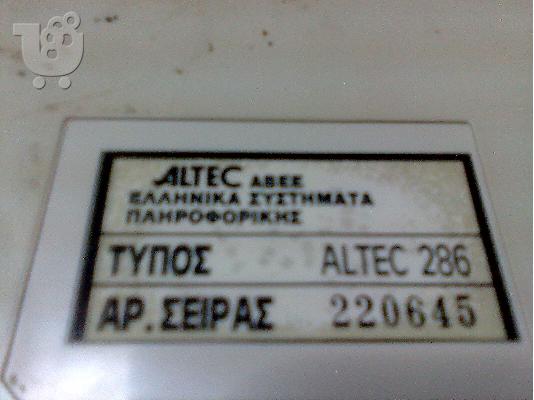 ALTEC ΑΒΕΕ
ΕΛΛΗΝΙΚΑ ΣΥΣΤΗΜΑΤΑ
ΠΛΗΡΟΦΟΡΙΚΗΣ
ΤΥΠΟΣ ALTEC 286
ΑΡ. ΣΕΙΡΑΣ 220645